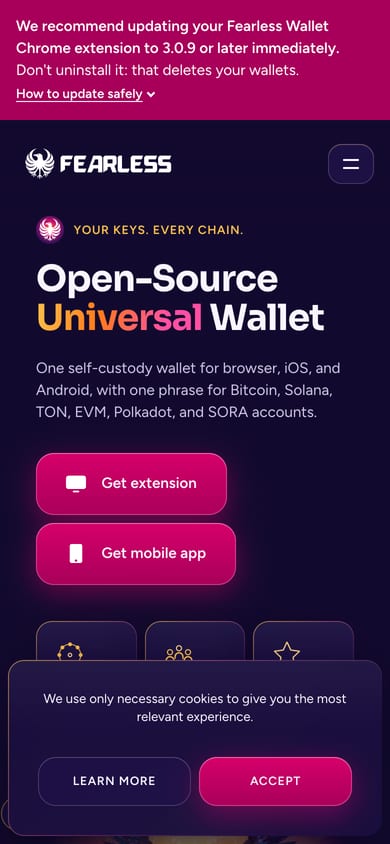 We recommend updating your Fearless Wallet
Chrome extension to 3.0.9 or later immediately.
Don't uninstall it: that deletes your wallets.
How to update safely
FEARLESS
YOUR KEYS. EVERY CHAIN.
Open-Source
Universal Wallet
One self-custody wallet for browser, iOS, and
Android, with one phrase for Bitcoin, Solana,
TON, EVM, Polkadot, and SORA accounts.
Get extension
Get mobile app
We use only necessary cookies to give you the most
relevant experience.
LEARN MORE
ACCEPT